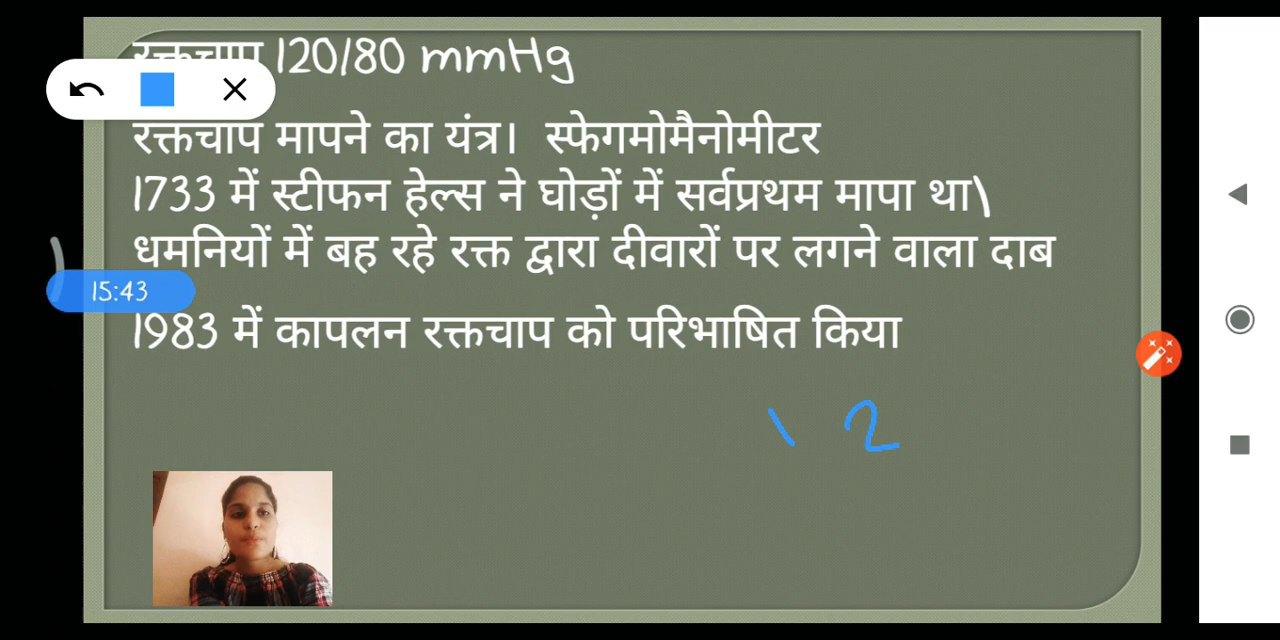 रक्तचाप 120/80 mmHg
रक्तचाप मापने का यंत्र। स्फेगमोमैनोमीटर
1733 में स्टीफन हेल्स ने घोड़ों में सर्वप्रथम मापा था\
धमनियों में बह रहे रक्त द्वारा दीवारों पर लगने वाला दाब
15:43
1983 में कापलन रक्तचाप को परिभाषित किया
\ 2